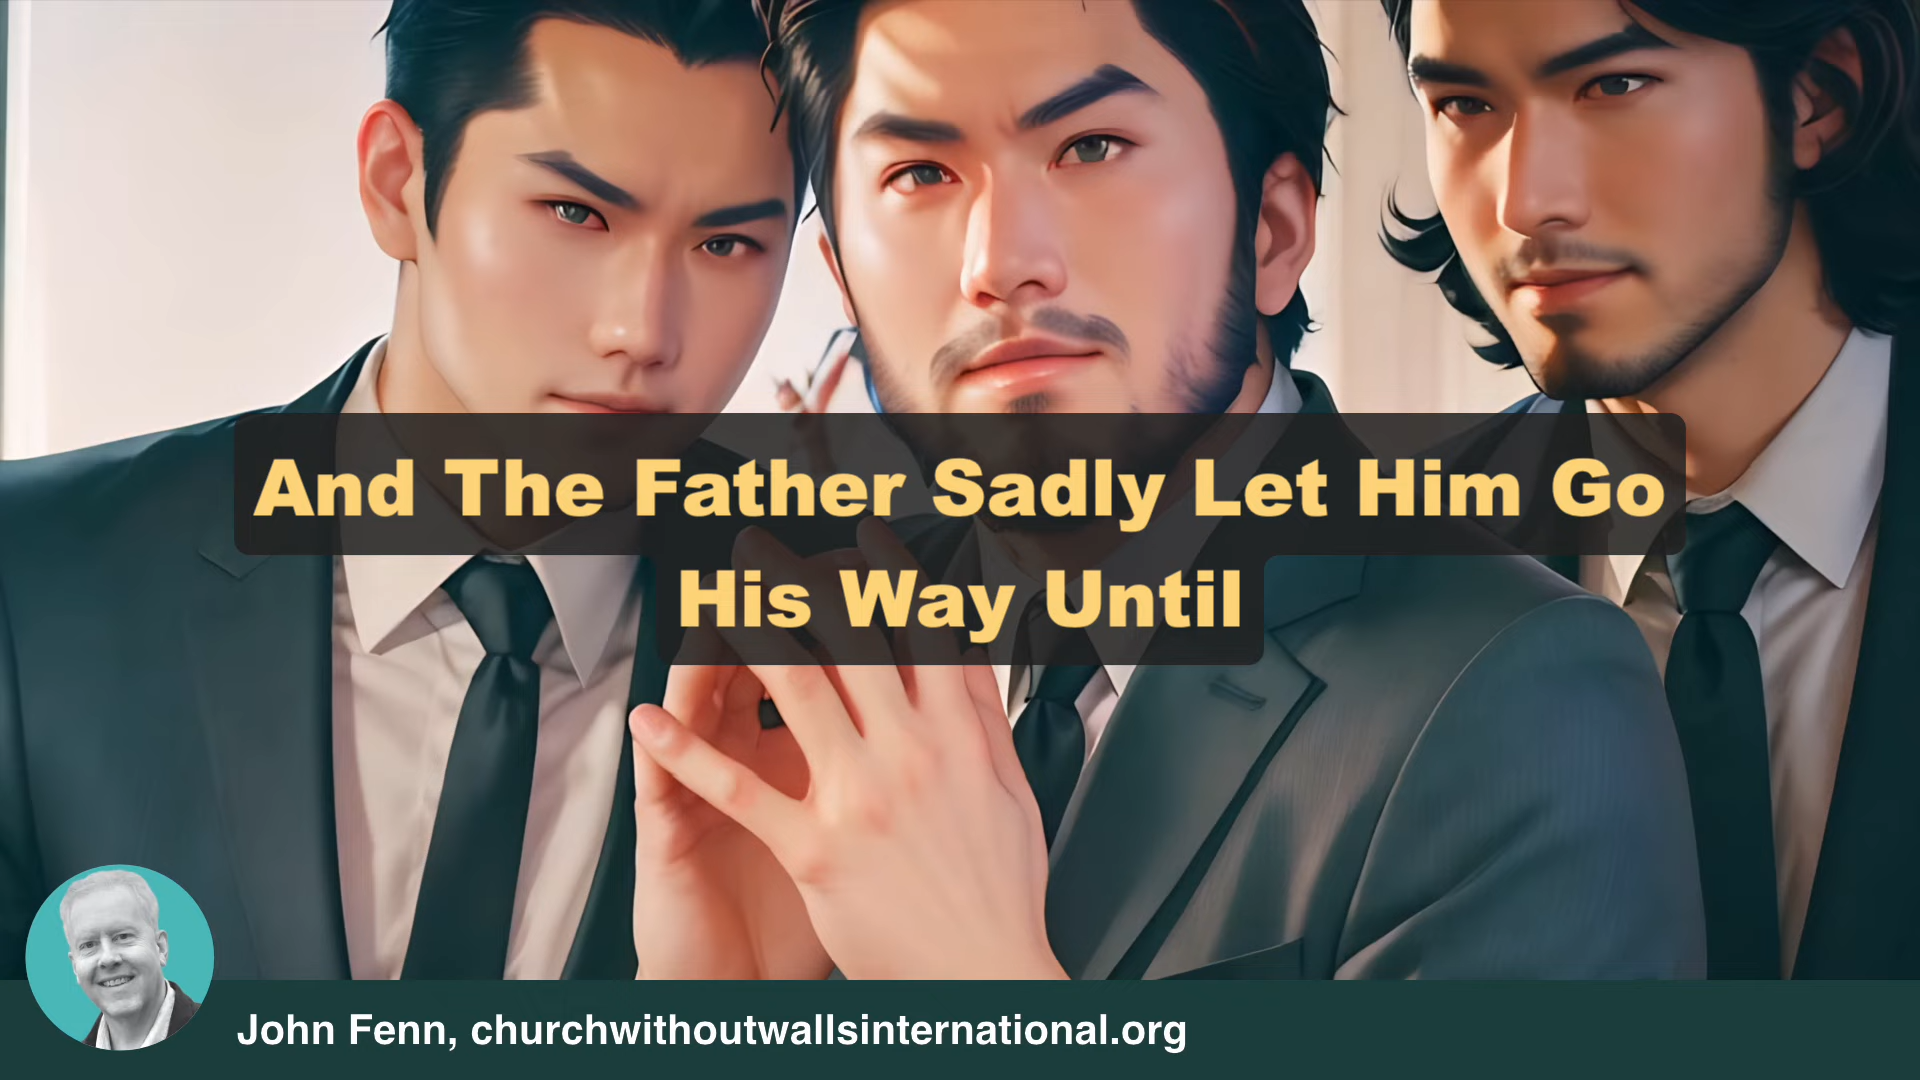 And The Father Sadly Let Him Go
His Way Until
John Fenn, churchwithoutwallsinternational.org